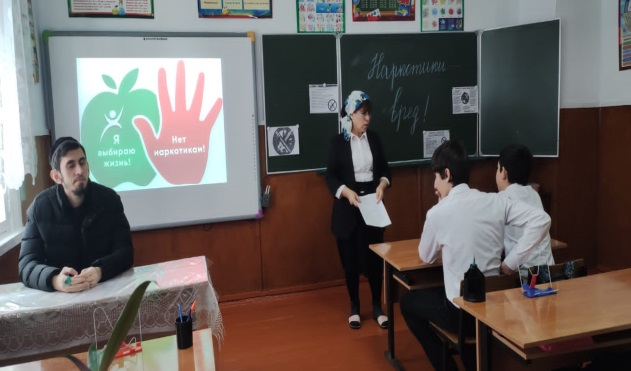 Я
выбираю
жизнь!
Нет
наркотикам!
Наркотики —
вред!